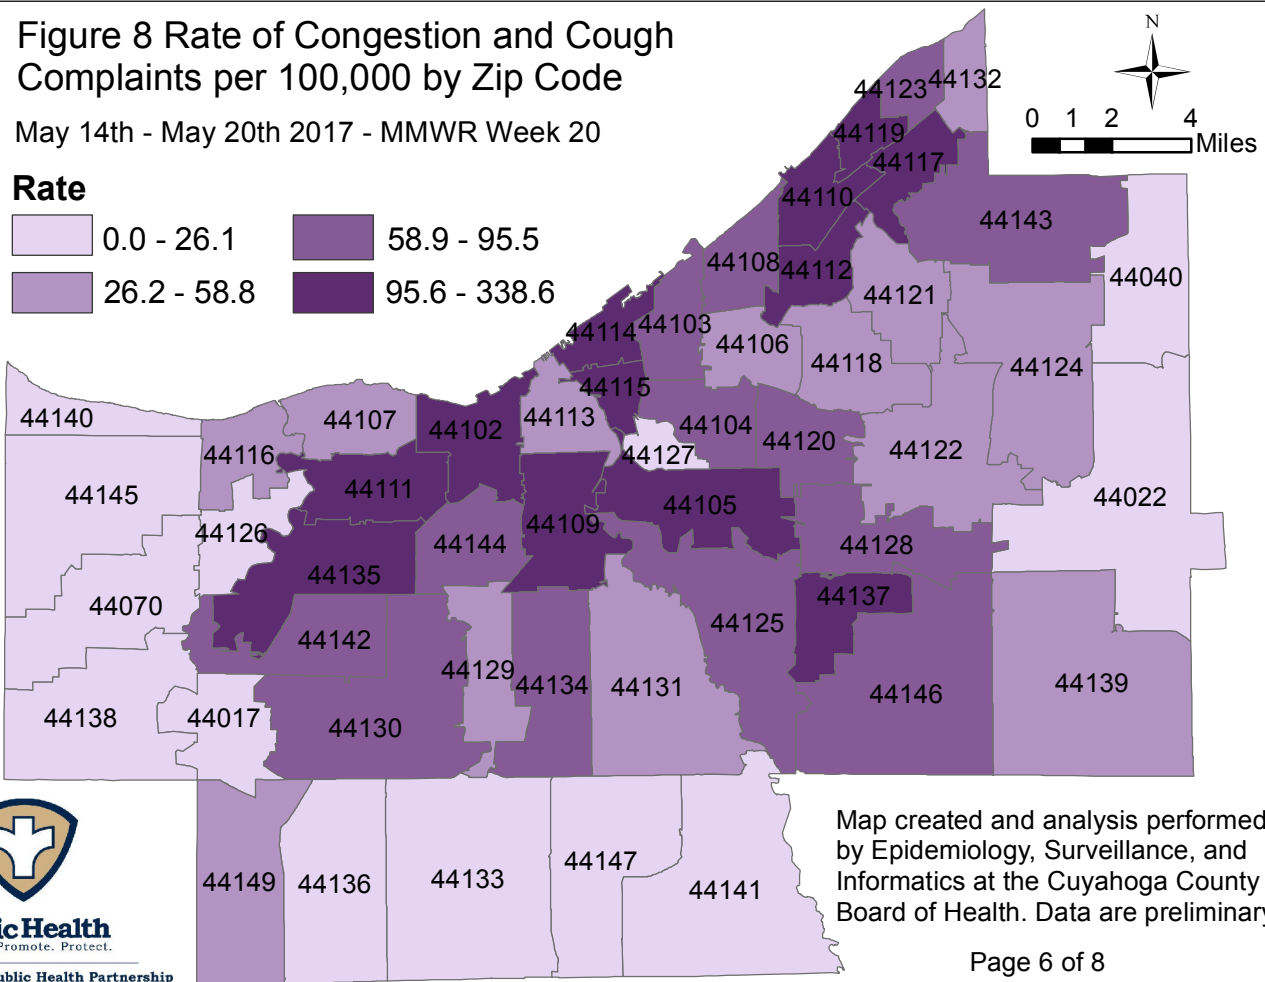 Figure 8 Rate of Congestion and Cough
Complaints per 100,000 by Zip Code
May 14th - May 20th 2017 - MMWR Week 20
Rate
0.0 - 26.1
58.9 - 95.5
26.2 - 58.8
95.6 - 338.6
N
0 1 2 4
Miles
44123
44132
44119
44117
44110
44143
44108
44112
44040
44121
44114
44103
44106
44118
44124
44115
44140
44107
44102
44113
44104
44120
44116
44127
44122
44145
44111
44105
44022
44126
44109
44144
44128
44135
44070
44137
44142
44125
44129
44134
44131
44139
44146
44138
44017
44130
44149
44136
44133
44147
44141
ic Health
Promote. Protect.
ublic Health Partnership
Map created and analysis performed
by Epidemiology, Surveillance, and
Informatics at the Cuyahoga County
Board of Health. Data are preliminary
Page 6 of 8